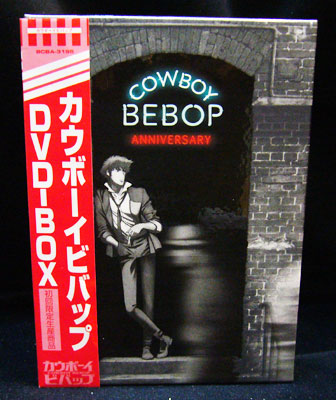 BCBA-3188
カウボーイビバップ
DVD-BOX
初回限定生産商品
カウボーイ
ビバップ
COWBOY
BEBOP
ANNIVERSARY